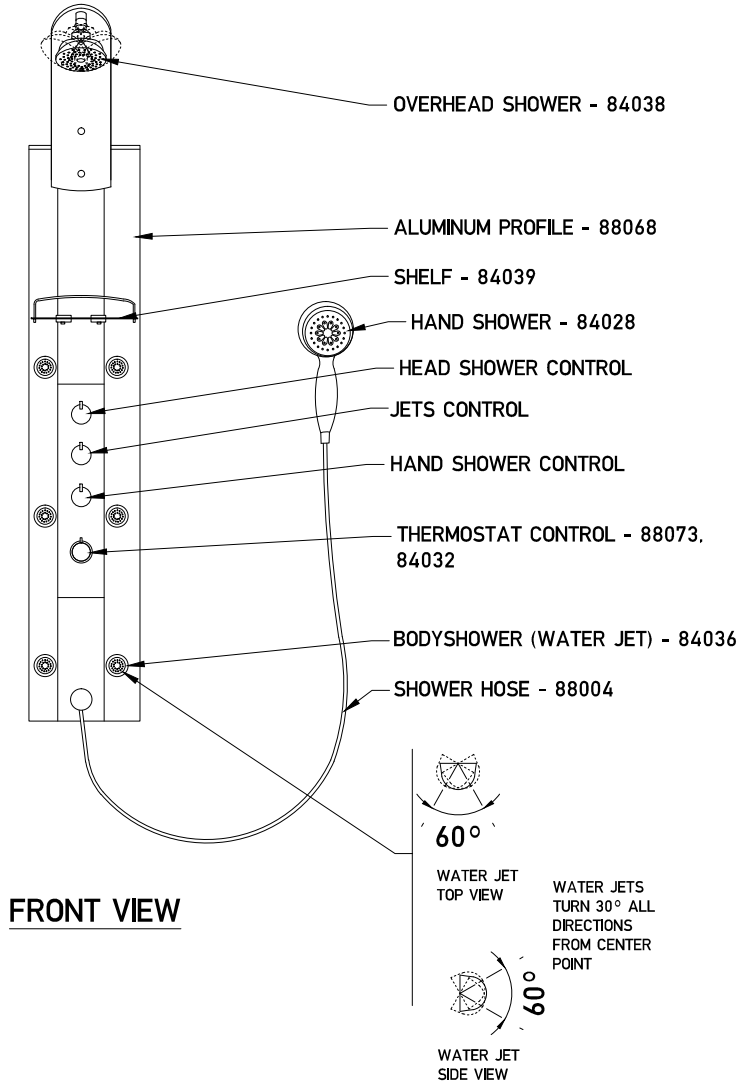 OVERHEAD SHOWER - 84038
ALUMINUM PROFILE - 88068
SHELF - 84039
HAND SHOWER - 84028
HEAD SHOWER CONTROL
JETS CONTROL
HAND SHOWER CONTROL
THERMOSTAT CONTROL - 88073,
84032
BODYSHOWER (WATER JET) - 84036
SHOWER HOSE - 88004
60°
WATER JET
TOP VIEW
WATER JETS
TURN 30° ALL
DIRECTIONS
FROM CENTER
POINT
60°
WATER JET
SIDE VIEW
FRONT VIEW